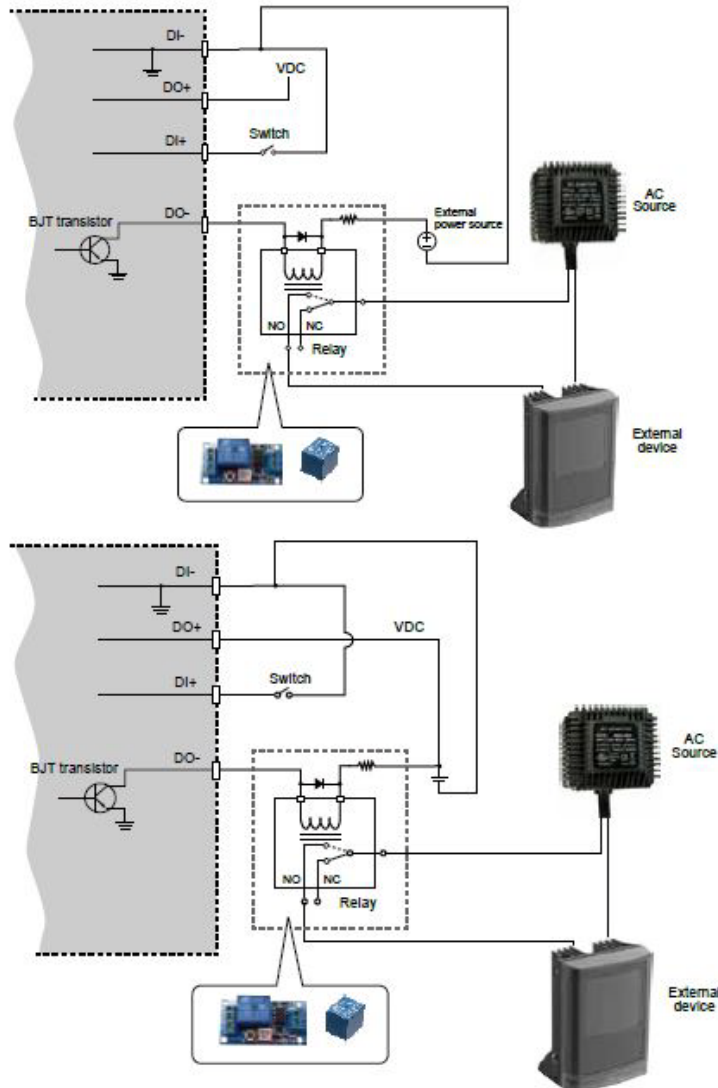 DI-
VDC
DO+
DI+
Switch
BJT transistor
DO-
External
power source
AC
Source
NO
NC
Relay
External
device
DI-
DO+
VDC
DI+
Switch
BJT transistor
DO-
AC
Source
NO
NC
Relay
External
device